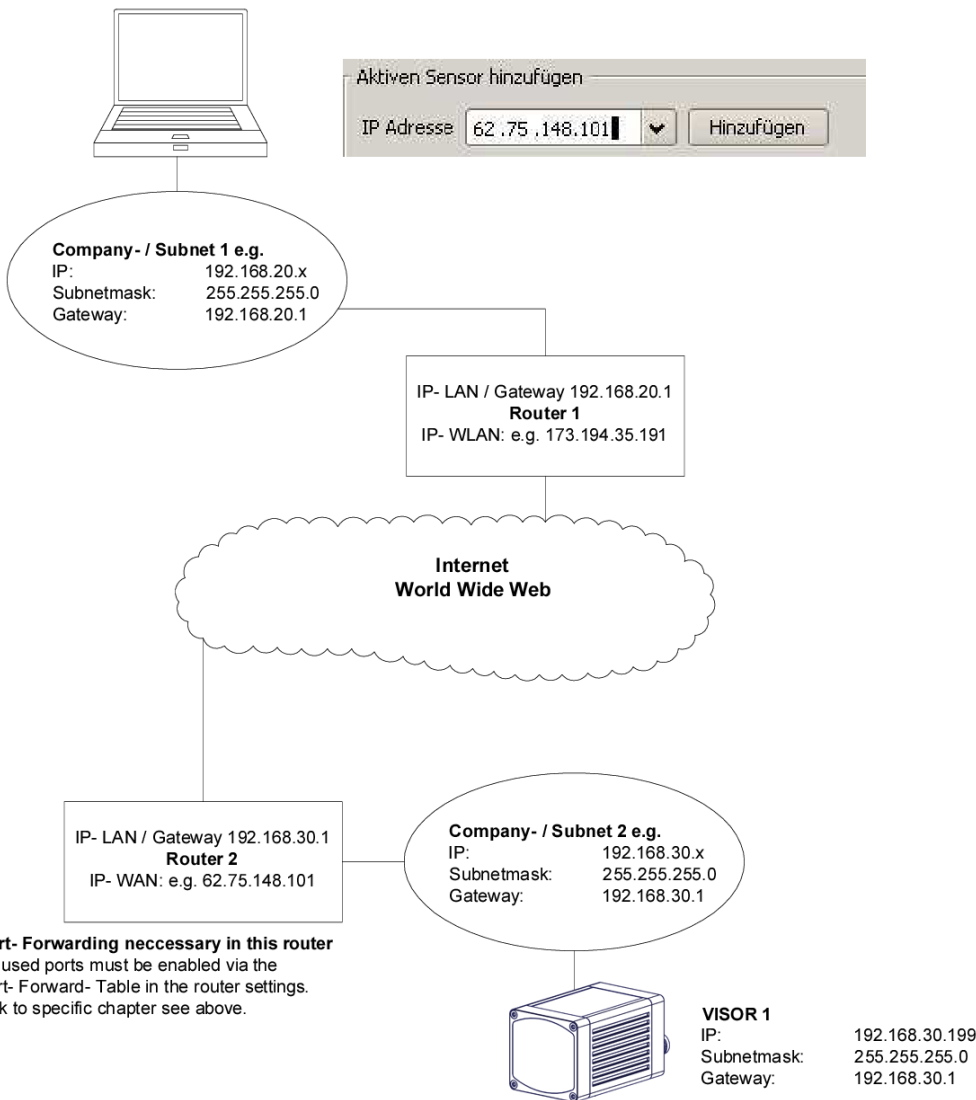 Aktiven Sensor hinzufügen
IP Adresse 62 .75 .148.101 Hinzufügen
Company- / Subnet 1 e.g.
IP: 192.168.20.x
Subnetmask: 255.255.255.0
Gateway: 192.168.20.1
IP- LAN / Gateway 192.168.20.1
Router 1
IP- WLAN: e.g. 173.194.35.191
Internet
World Wide Web
IP- LAN / Gateway 192.168.30.1
Router 2
IP- WAN: e.g. 62.75.148.101
Company- / Subnet 2 e.g.
IP: 192.168.30.x
Subnetmask: 255.255.255.0
Gateway: 192.168.30.1
rt- Forwarding neccessary in this router
used ports must be enabled via the
rt- Forward- Table in the router settings.
k to specific chapter see above.
VISOR 1
IP: 192.168.30.199
Subnetmask: 255.255.255.0
Gateway: 192.168.30.1